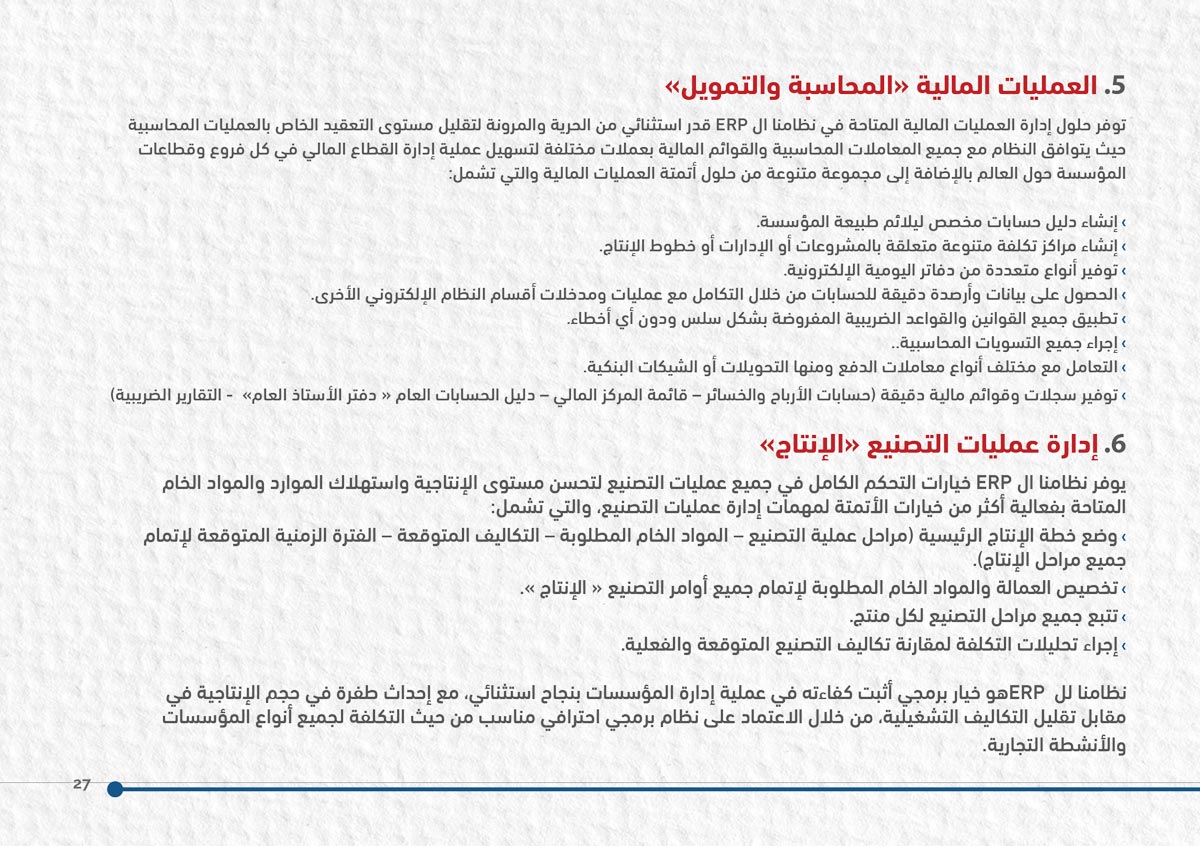 5. العمليات المالية «المحاسبة والتمويل»
توفر حلول إدارة العمليات المالية المتاحة في نظامنا ال ERP قدر استثنائي من الحرية والمرونة لتقليل مستوى التعقيد الخاص بالعمليات المحاسبية
حيث يتوافق النظام مع جميع المعاملات المحاسبية والقوائم المالية بعملات مختلفة لتسهيل عملية إدارة القطاع المالي في كل فروع وقطاعات
المؤسسة حول العالم بالإضافة إلى مجموعة متنوعة من حلول أتمتة العمليات المالية والتي تشمل:
› إنشاء دليل حسابات مخصص ليلائم طبيعة المؤسسة.
› إنشاء مراكز تكلفة متنوعة متعلقة بالمشروعات أو الإدارات أو خطوط الإنتاج.
› توفير أنواع متعددة من دفاتر اليومية الإلكترونية.
› الحصول على بيانات وأرصدة دقيقة للحسابات من خلال التكامل مع عمليات ومدخلات أقسام النظام الإلكتروني الأخرى.
› تطبيق جميع القوانين والقواعد الضريبية المفروضة بشكل سلس ودون أي أخطاء.
› إجراء جميع التسويات المحاسبية..
› التعامل مع مختلف أنواع معاملات الدفع ومنها التحويلات أو الشيكات البنكية.
› توفير سجلات وقوائم مالية دقيقة (حسابات الأرباح والخسائر – قائمة المركز المالي – دليل الحسابات العام « دفتر الأستاذ العام» - التقارير الضريبية)
6. إدارة عمليات التصنيع «الإنتاج»
يوفر نظامنا ال ERP خيارات التحكم الكامل في جميع عمليات التصنيع لتحسن مستوى الإنتاجية واستهلاك الموارد والمواد الخام
المتاحة بفعالية أكثر من خيارات الأتمتة لمهمات إدارة عمليات التصنيع، والتي تشمل:
› وضع خطة الإنتاج الرئيسية (مراحل عملية التصنيع – المواد الخام المطلوبة – التكاليف المتوقعة – الفترة الزمنية المتوقعة لإتمام
جميع مراحل الإنتاج).
› تخصيص العمالة والمواد الخام المطلوبة لإتمام جميع أوامر التصنيع « الإنتاج ».
› تتبع جميع مراحل التصنيع لكل منتج.
› إجراء تحليلات التكلفة لمقارنة تكاليف التصنيع المتوقعة والفعلية.
نظامنا لل ERPهو خيار برمجي أثبت كفاءته في عملية إدارة المؤسسات بنجاح استثنائي، مع إحداث طفرة في حجم الإنتاجية في
مقابل تقليل التكاليف التشغيلية، من خلال الاعتماد على نظام برمجي احترافي مناسب من حيث التكلفة لجميع أنواع المؤسسات
والأنشطة التجارية.
27